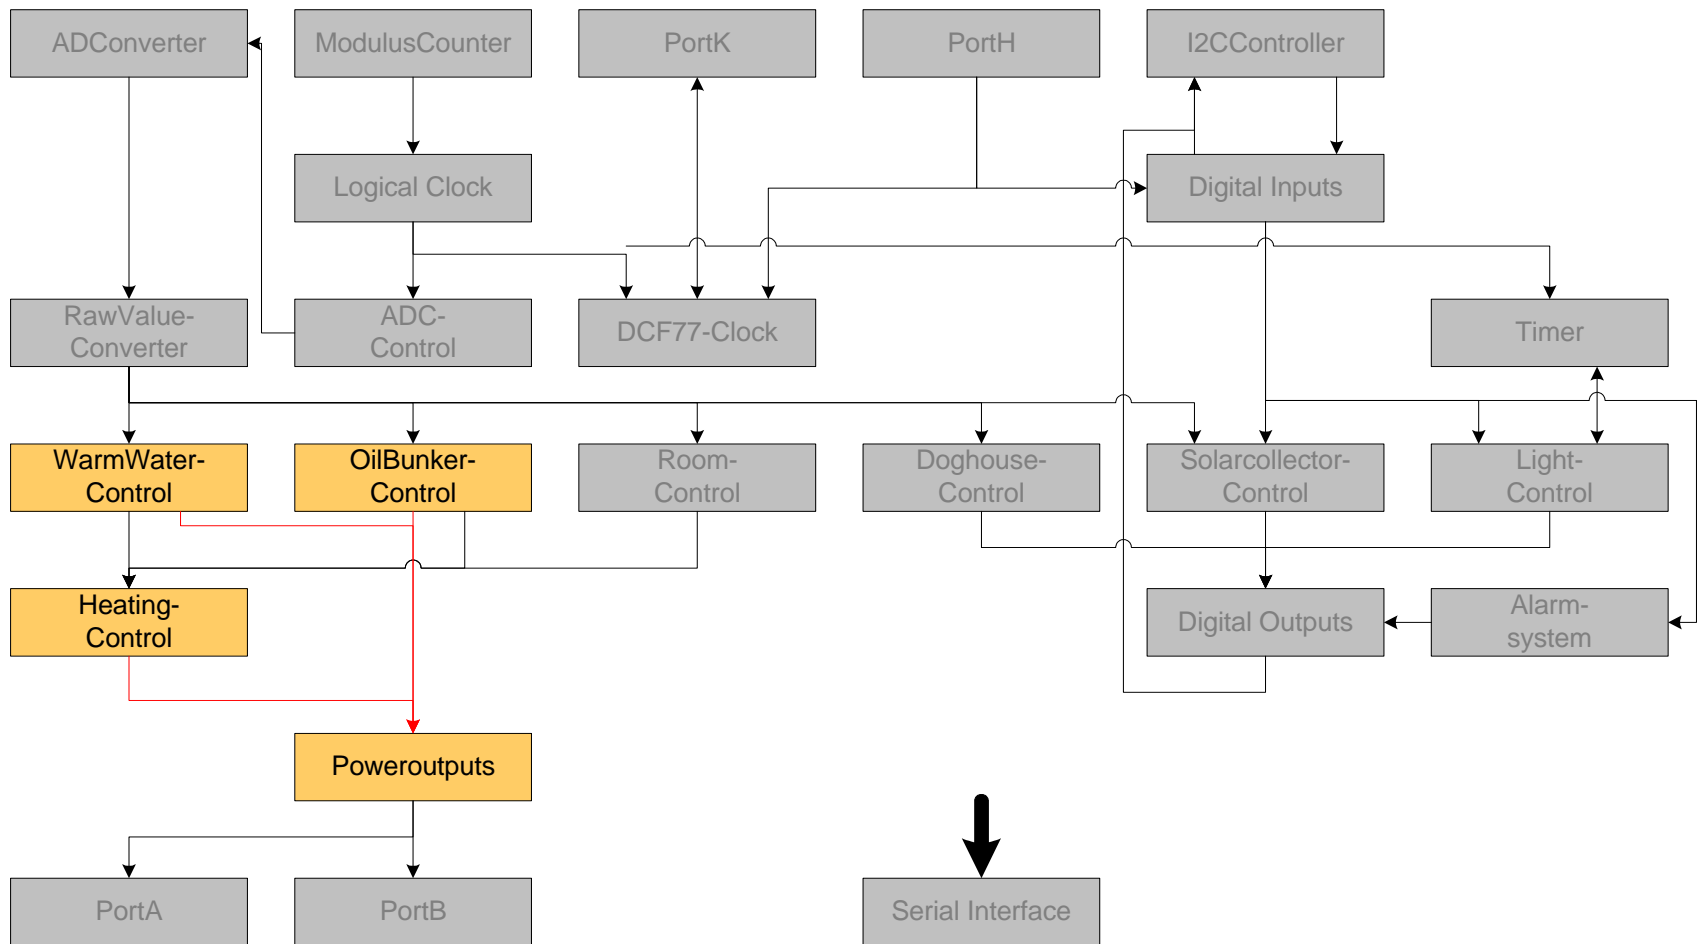 ADConverter
ModulusCounter
PortK
PortH
I2CController
Logical Clock
Digital Inputs
RawValue-
Converter
ADC-
Control
DCF77-Clock
Timer
WarmWater-
Control
OilBunker-
Control
Room-
Control
Doghouse-
Control
Solarcollector-
Control
Light-
Control
Heating-
Control
Digital Outputs
Alarm-
system
Poweroutputs
PortA
PortB
Serial Interface